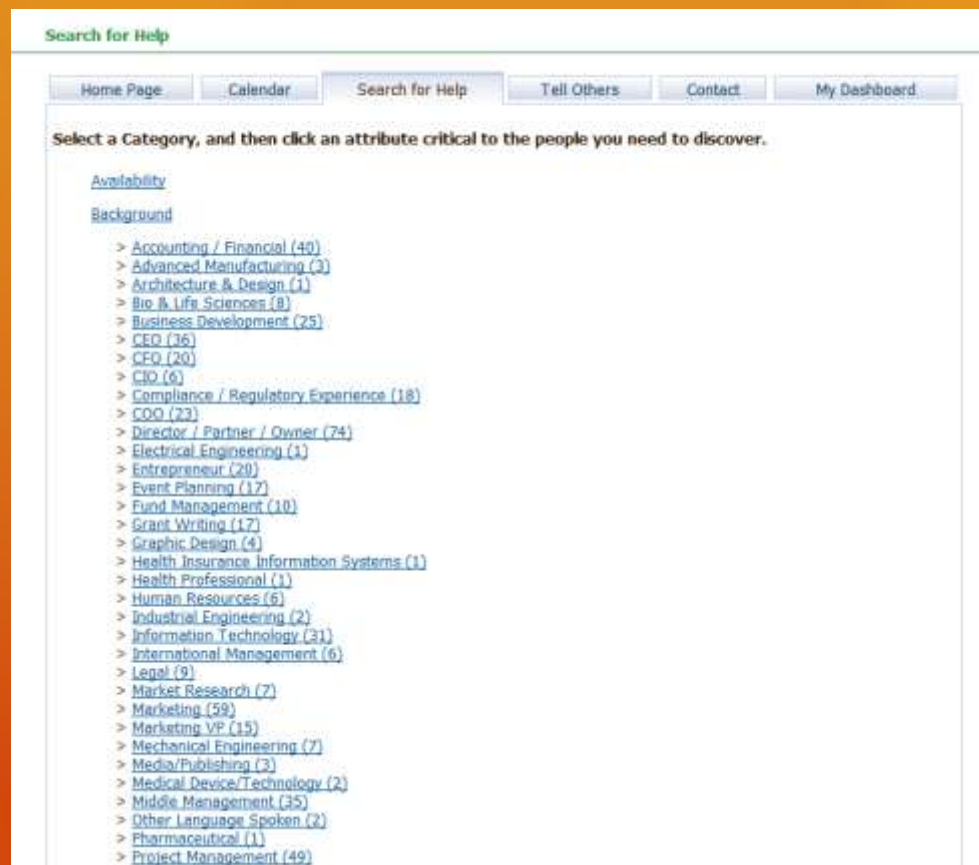 Search for Help
Home Page Calendar Search for Help Tell Others Contact My Dashboard
Select a Category, and then click an attribute critical to the people you need to discover.
Availability
Background
> Accounting / Financial (40)
> Advanced Manufacturing (3)
> Architecture & Design (1)
> Bio & Life Sciences (8)
> Business Development (25)
> CEO (36)
> CFO (20)
> CIO (6)
> Compliance / Regulatory Experience (18)
> COO (23)
> Director / Partner / Owner (74)
> Electrical Engineering (1)
> Entrepreneur (20)
> Event Planning (17)
> Fund Management (10)
> Grant Writing (17)
> Graphic Design (4)
> Health Insurance Information Systems (1)
> Health Professional (1)
> Human Resources (6)
> Industrial Engineering (2)
> Information Technology (31)
> International Management (6)
> Legal (9)
> Market Research (7)
> Marketing (59)
> Marketing VP (15)
> Mechanical Engineering (7)
> Media/Publishing (3)
> Medical Device/Technology (2)
> Middle Management (35)
> Other Language Spoken (2)
> Pharmaceutical (1)
> Project Management (49)